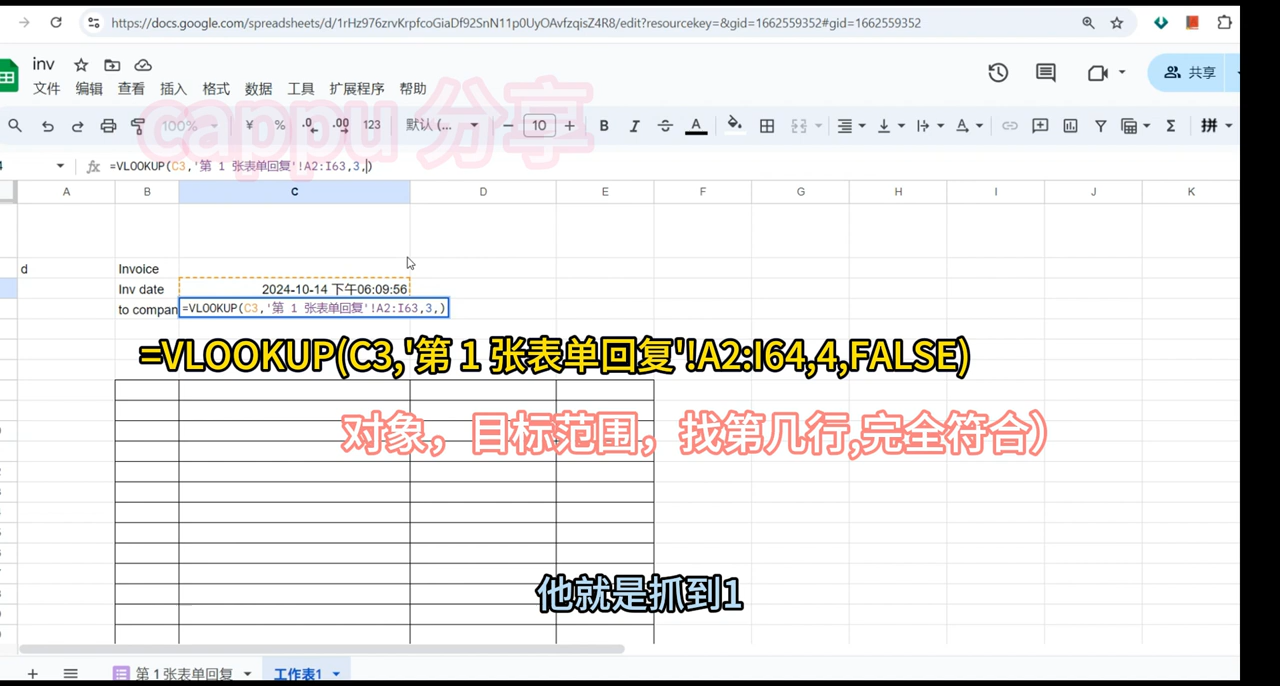 https://docs.google.com/spreadsheets/d/1rHz976zrvKrpfcoGiaDf92SnN11p0UyOAvfzqisZ4R8/edit?resourcekey=&gid=1662559352#gid=1662559352
inv
文件 编辑 查看 插入 格式 数据 工具 扩展程序 帮助
共享
cappu 分享
100% ¥ % .0 .00 123 默认 (... 10 B I A Σ 拼
fx =VLOOKUP(C3,'第 1 张表单回复'!A2:I63,3,)
A B C D E F G H I J K
d Invoice
Inv date 2024-10-14 下午06:09:56
to compan =VLOOKUP(C3,'第 1 张表单回复'!A2:I63,3,)
=VLOOKUP(C3,'第 1 张表单回复'!A2:I64,4,FALSE)
对象，目标范围，找第几行,完全符合）
他就是抓到1
第 1 张表单回复 工作表1